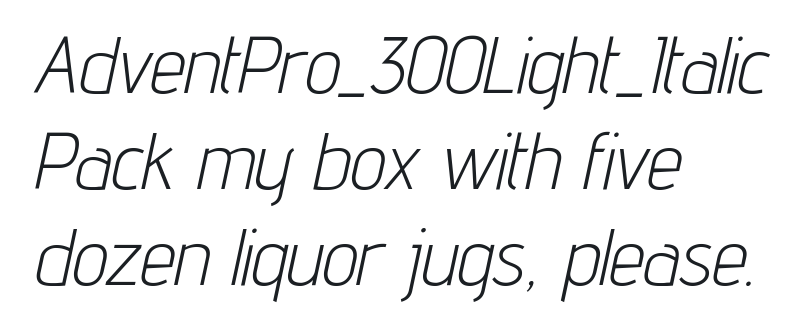 AdventPro_300Light_Italic
Pack my box with five
dozen liquor jugs, please.